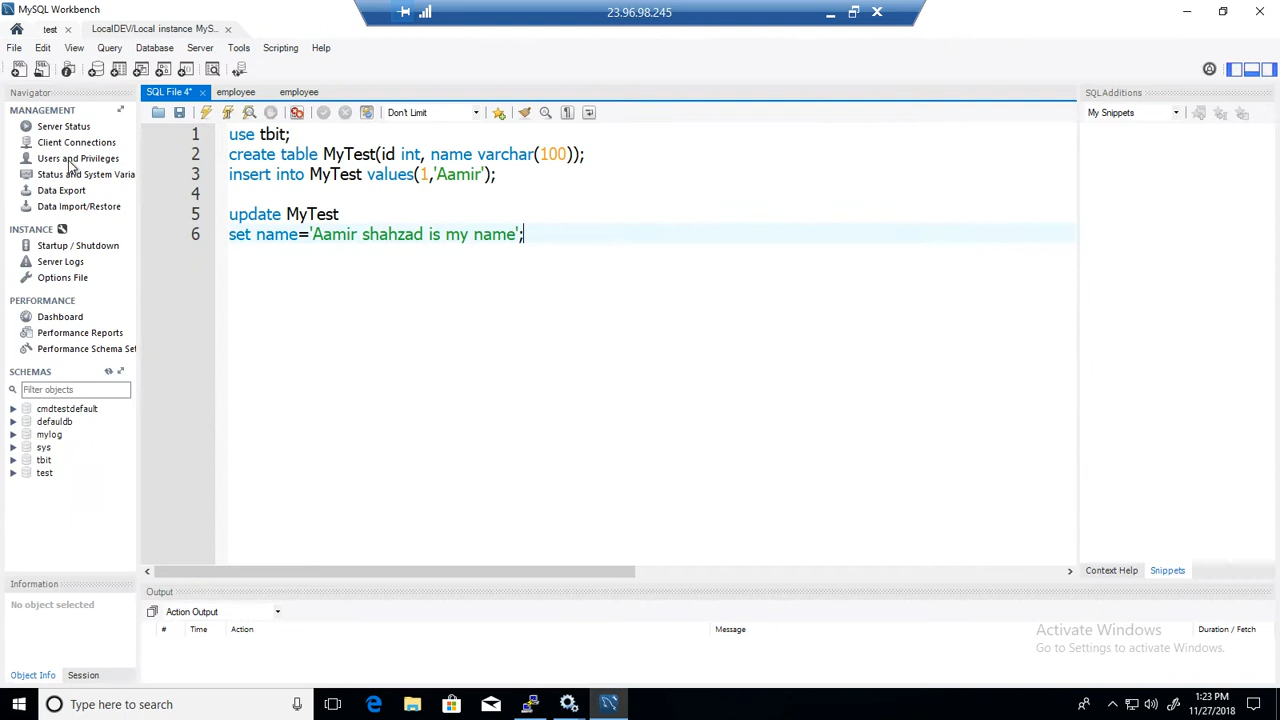 MySQL Workbench
23.96.98.245
test
LocalDEV/Local instance MyS...
File Edit View Query Database Server Tools Scripting Help
Navigator
SQL File 4*
employee
employee
SQLAdditions
MANAGEMENT
Don't Limit
My Snippets
Server Status
Client Connections
Users and Privileges
Status and System Varia
Data Export
Data Import/Restore
INSTANCE
Startup / Shutdown
Server Logs
Options File
PERFORMANCE
Dashboard
Performance Reports
Performance Schema Set
SCHEMAS
Filter objects
cmdtestdefault
defauldb
mylog
sys
tbit
test
1 use tbit;
2 create table MyTest(id int, name varchar(100));
3 insert into MyTest values(1,'Aamir');
4
5 update MyTest
6 set name='Aamir shahzad is my name';
Context Help
Snippets
Information
No object selected
Object Info
Session
Output
Action Output
# Time Action Message Duration / Fetch
Activate Windows
Go to Settings to activate Windows.
Type here to search
1:23 PM
11/27/2018